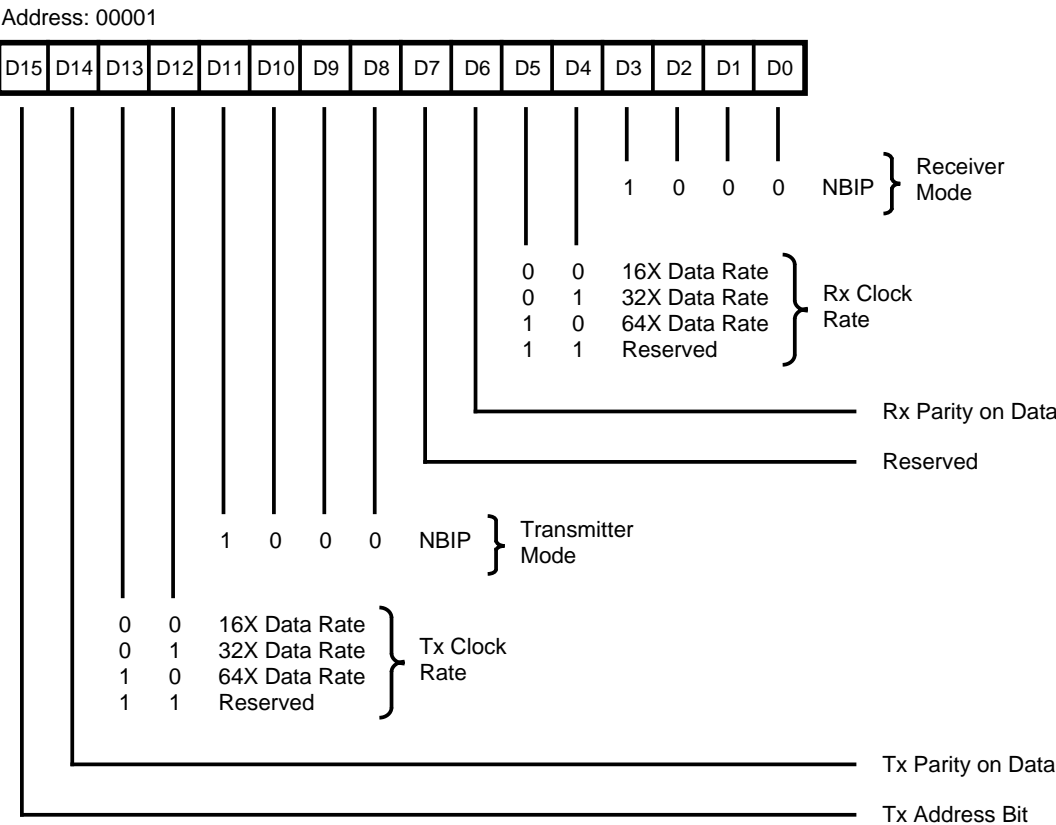 Address: 00001
D15 D14 D13 D12 D11 D10 D9 D8 D7 D6 D5 D4 D3 D2 D1 D0
1 0 0 0 NBIP
Receiver
Mode
0 0 16X Data Rate
0 1 32X Data Rate
1 0 64X Data Rate
1 1 Reserved
Rx Clock
Rate
Rx Parity on Data
Reserved
1 0 0 0 NBIP
Transmitter
Mode
0 0 16X Data Rate
0 1 32X Data Rate
1 0 64X Data Rate
1 1 Reserved
Tx Clock
Rate
Tx Parity on Data
Tx Address Bit